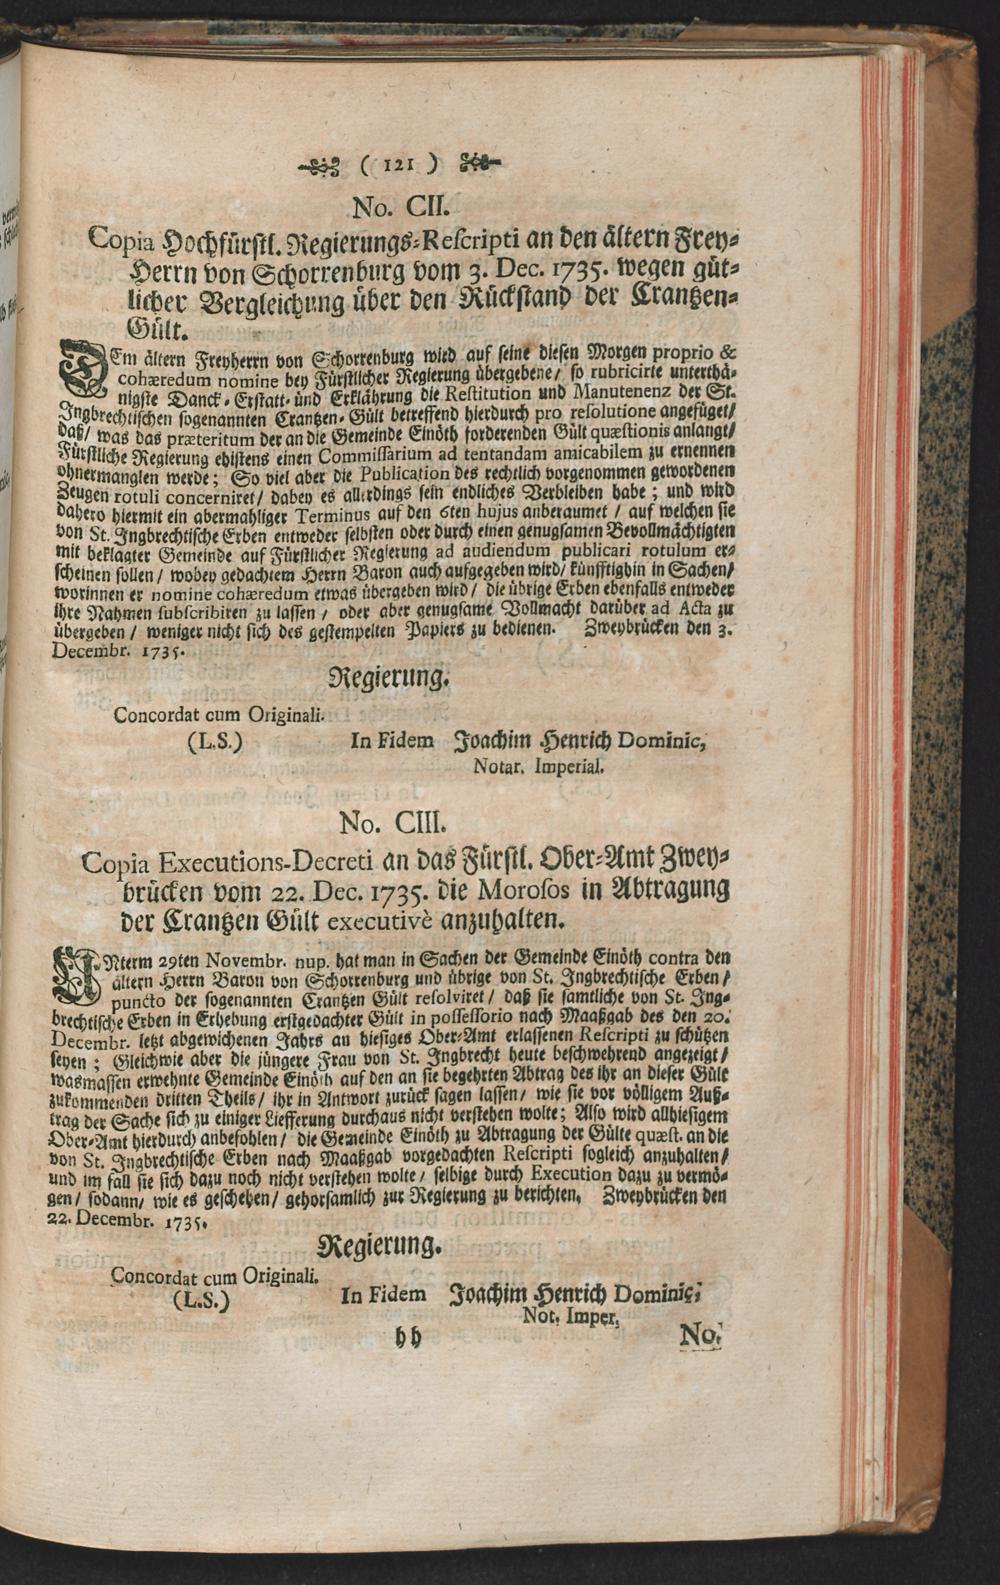 ( 121 )
No. CII.
Copia Hochfürstl. Regierungs-Rescripti an den ältern Frey-
Herrn von Schorrenburg vom 3. Dec. 1735. wegen güt-
licher Vergleichung über den Rückstand der Crantzen-
Gült.
DEm ältern Freyherrn von Schorrenburg wird auf seine diesen Morgen proprio &
cohæredum nomine bey Fürstlicher Regierung übergebene / so rubricirte unterthä-
nigste Danck- Erstatt- und Erklährung die Restitution und Manutenenz der St.
Ingbrechtischen sogenannten Crantzen- Gült betreffend hierdurch pro resolutione angefüget /
daß / was das præteritum der an die Gemeinde Einöth forderenden Gült quæstionis anlangt /
Fürstliche Regierung ehistens einen Commissarium ad tentandam amicabilem zu ernennen
ohnermanglen werde ; So viel aber die Publication des rechtlich vorgenommen gewordenen
Zeugen rotuli concerniret / dabey es allerdings sein endliches Verbleiben habe ; und wird
dahero hiermit ein abermahliger Terminus auf den 6ten hujus anberaumet / auf welchen sie
von St. Ingbrechtische Erben entweder selbsten oder durch einen genugsamen Bevollmächtigten
mit beklagter Gemeinde auf Fürstlicher Regierung ad audiendum publicari rotulum er-
scheinen sollen / wobey gedachtem Herrn Baron auch aufgegeben wird / künfftighin in Sachen /
worinnen er nomine cohæredum etwas übergeben wird / die übrige Erben ebenfalls entweder
ihre Nahmen subscribiren zu lassen / oder aber genugsame Vollmacht darüber ad Acta zu
übergeben / weniger nicht sich des gestempelten Papiers zu bedienen. Zweybrücken den 3.
Decembr. 1735.
Regierung.
Concordat cum Originali.
(L.S.) In Fidem Joachim Henrich Dominic,
Notar. Imperial.
No. CIII.
Copia Executions-Decreti an das Fürstl. Ober-Amt Zwey-
brücken vom 22. Dec. 1735. die Morosos in Abtragung
der Crantzen Gült executivè anzuhalten.
UNterm 29ten Novembr. nup. hat man in Sachen der Gemeinde Einöth contra den
ältern Herrn Baron von Schorrenburg und übrige von St. Ingbrechtische Erben /
puncto der sogenannten Crantzen Gült resolviret / daß sie samtliche von St. Ing-
brechtische Erben in Erhebung erstgedachter Gült in possessorio nach Maaßgab des den 20.
Decembr. letzt abgewichenen Jahrs an hiesiges Ober-Amt erlassenen Rescripti zu schützen
seyen ; Gleichwie aber die jüngere Frau von St. Ingbrecht heute beschwehrend angezeigt /
wasmassen erwehnte Gemeinde Einöth auf den an sie begehrten Abtrag des ihr an dieser Gült
zukommenden dritten Theils / ihr in Antwort zurück sagen lassen / wie sie vor völligem Auß-
trag der Sache sich zu einiger Liefferung durchaus nicht verstehen wolte ; Also wird allhiesigem
Ober-Amt hierdurch anbefohlen / die Gemeinde Einöth zu Abtragung der Gülte quæst. an die
von St. Ingbrechtische Erben nach Maaßgab vorgedachten Rescripti sogleich anzuhalten /
und im fall sie sich dazu noch nicht verstehen wolte / selbige durch Execution dazu zu vermö-
gen / sodann / wie es geschehen / gehorsamlich zur Regierung zu berichten. Zweybrücken den
22. Decembr. 1735.
Regierung.
Concordat cum Originali.
(L.S.) In Fidem Joachim Henrich Dominic,
Not. Imper.
hh No.